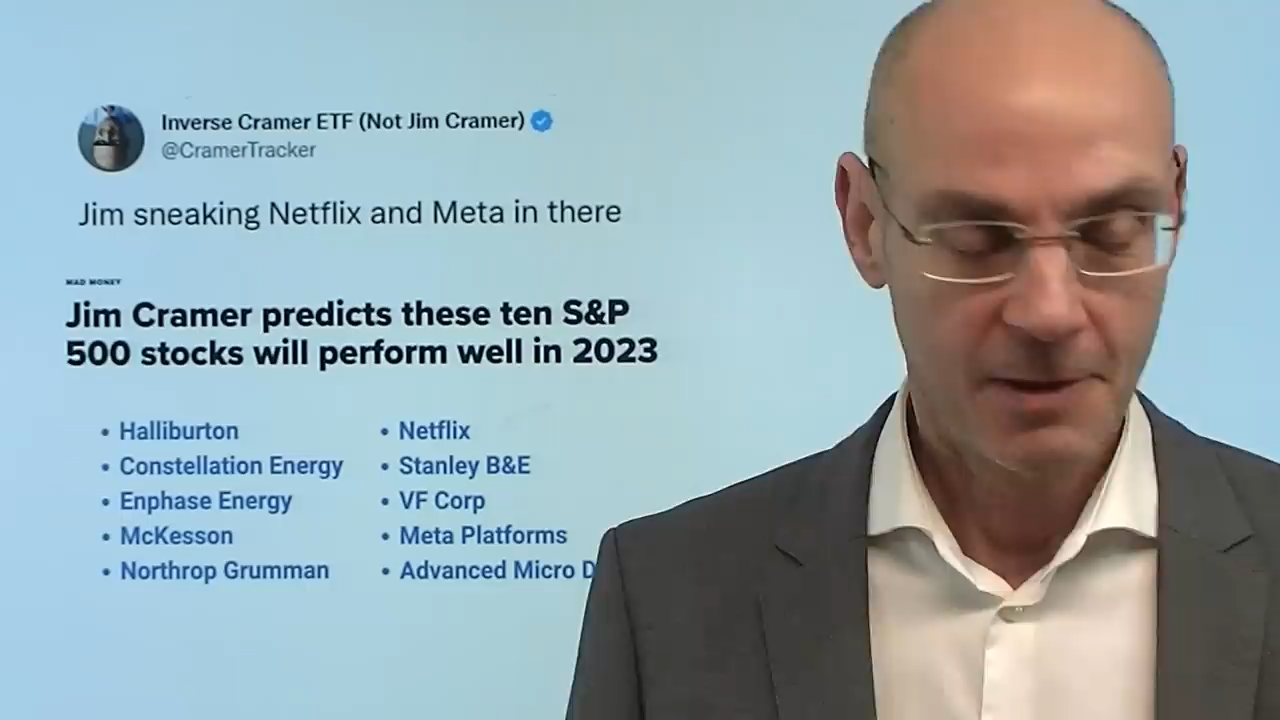 Inverse Cramer ETF (Not Jim Cramer)
@CramerTracker
Jim sneaking Netflix and Meta in there
MAD MONEY
Jim Cramer predicts these ten S&P
500 stocks will perform well in 2023
• Halliburton
• Constellation Energy
• Enphase Energy
• McKesson
• Northrop Grumman
• Netflix
• Stanley B&E
• VF Corp
• Meta Platforms
• Advanced Micro D